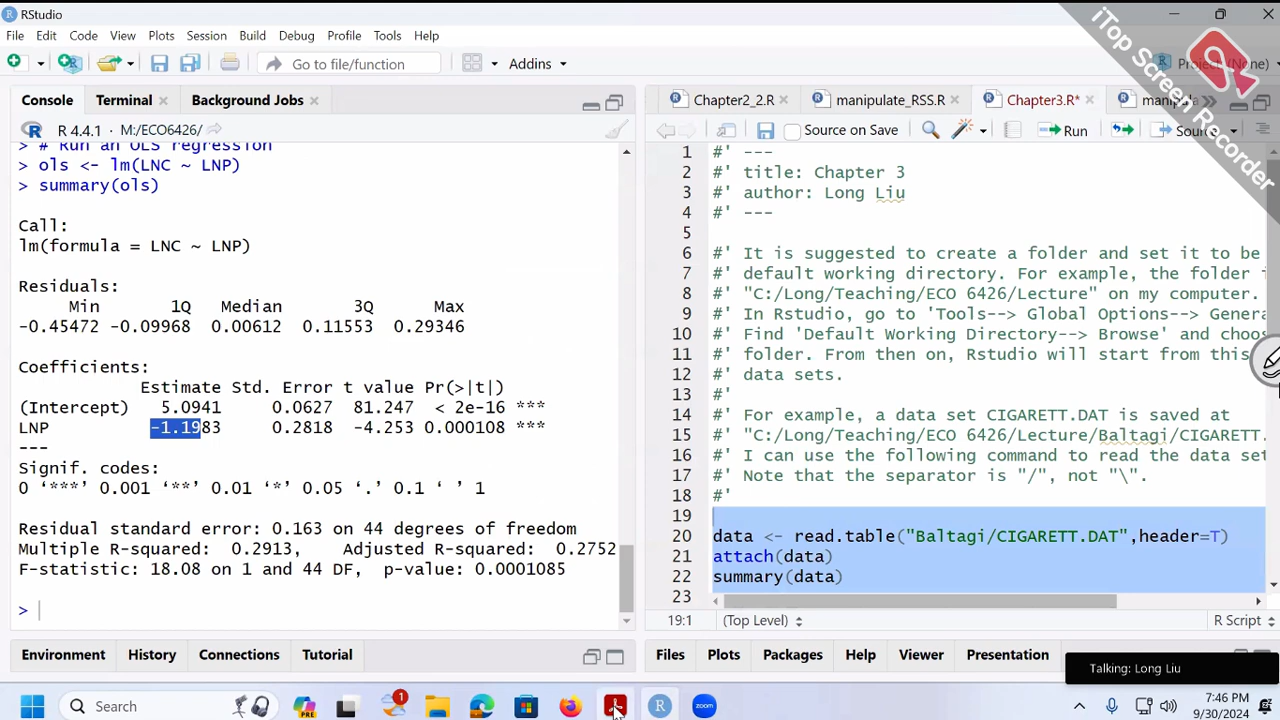 RStudio
File Edit Code View Plots Session Build Debug Profile Tools Help
Go to file/function
Addins
Project: (None)
iTop Screen Recorder
Console
Terminal
Background Jobs
R 4.4.1 · M:/ECO6426/
> # Run an OLS regression
> ols <- lm(LNC ~ LNP)
> summary(ols)
Call:
lm(formula = LNC ~ LNP)
Residuals:
Min 1Q Median 3Q Max
-0.45472 -0.09968 0.00612 0.11553 0.29346
Coefficients:
Estimate Std. Error t value Pr(>|t|)
(Intercept) 5.0941 0.0627 81.247 < 2e-16 ***
LNP -1.1983 0.2818 -4.253 0.000108 ***
---
Signif. codes:
0 ‘***’ 0.001 ‘**’ 0.01 ‘*’ 0.05 ‘.’ 0.1 ‘ ’ 1
Residual standard error: 0.163 on 44 degrees of freedom
Multiple R-squared: 0.2913, Adjusted R-squared: 0.2752
F-statistic: 18.08 on 1 and 44 DF, p-value: 0.0001085
>
Environment History Connections Tutorial
Chapter2_2.R
manipulate_RSS.R
Chapter3.R*
manipula
Source on Save
Run
Sourc
1 #' ---
2 #' title: Chapter 3
3 #' author: Long Liu
4 #' ---
5
6 #' It is suggested to create a folder and set it to be
7 #' default working directory. For example, the folder i
8 #' "C:/Long/Teaching/ECO 6426/Lecture" on my computer.
9 #' In Rstudio, go to 'Tools--> Global Options--> Genera
10 #' Find 'Default Working Directory--> Browse' and choos
11 #' folder. From then on, Rstudio will start from this
12 #' data sets.
13 #'
14 #' For example, a data set CIGARETT.DAT is saved at
15 #' "C:/Long/Teaching/ECO 6426/Lecture/Baltagi/CIGARETT.
16 #' I can use the following command to read the data set
17 #' Note that the separator is "/", not "\".
18 #'
19
20 data <- read.table("Baltagi/CIGARETT.DAT",header=T)
21 attach(data)
22 summary(data)
23
19:1 (Top Level) R Script
Files Plots Packages Help Viewer Presentation
Talking: Long Liu
Search
PRE
1
zoom
7:46 PM
9/30/2024